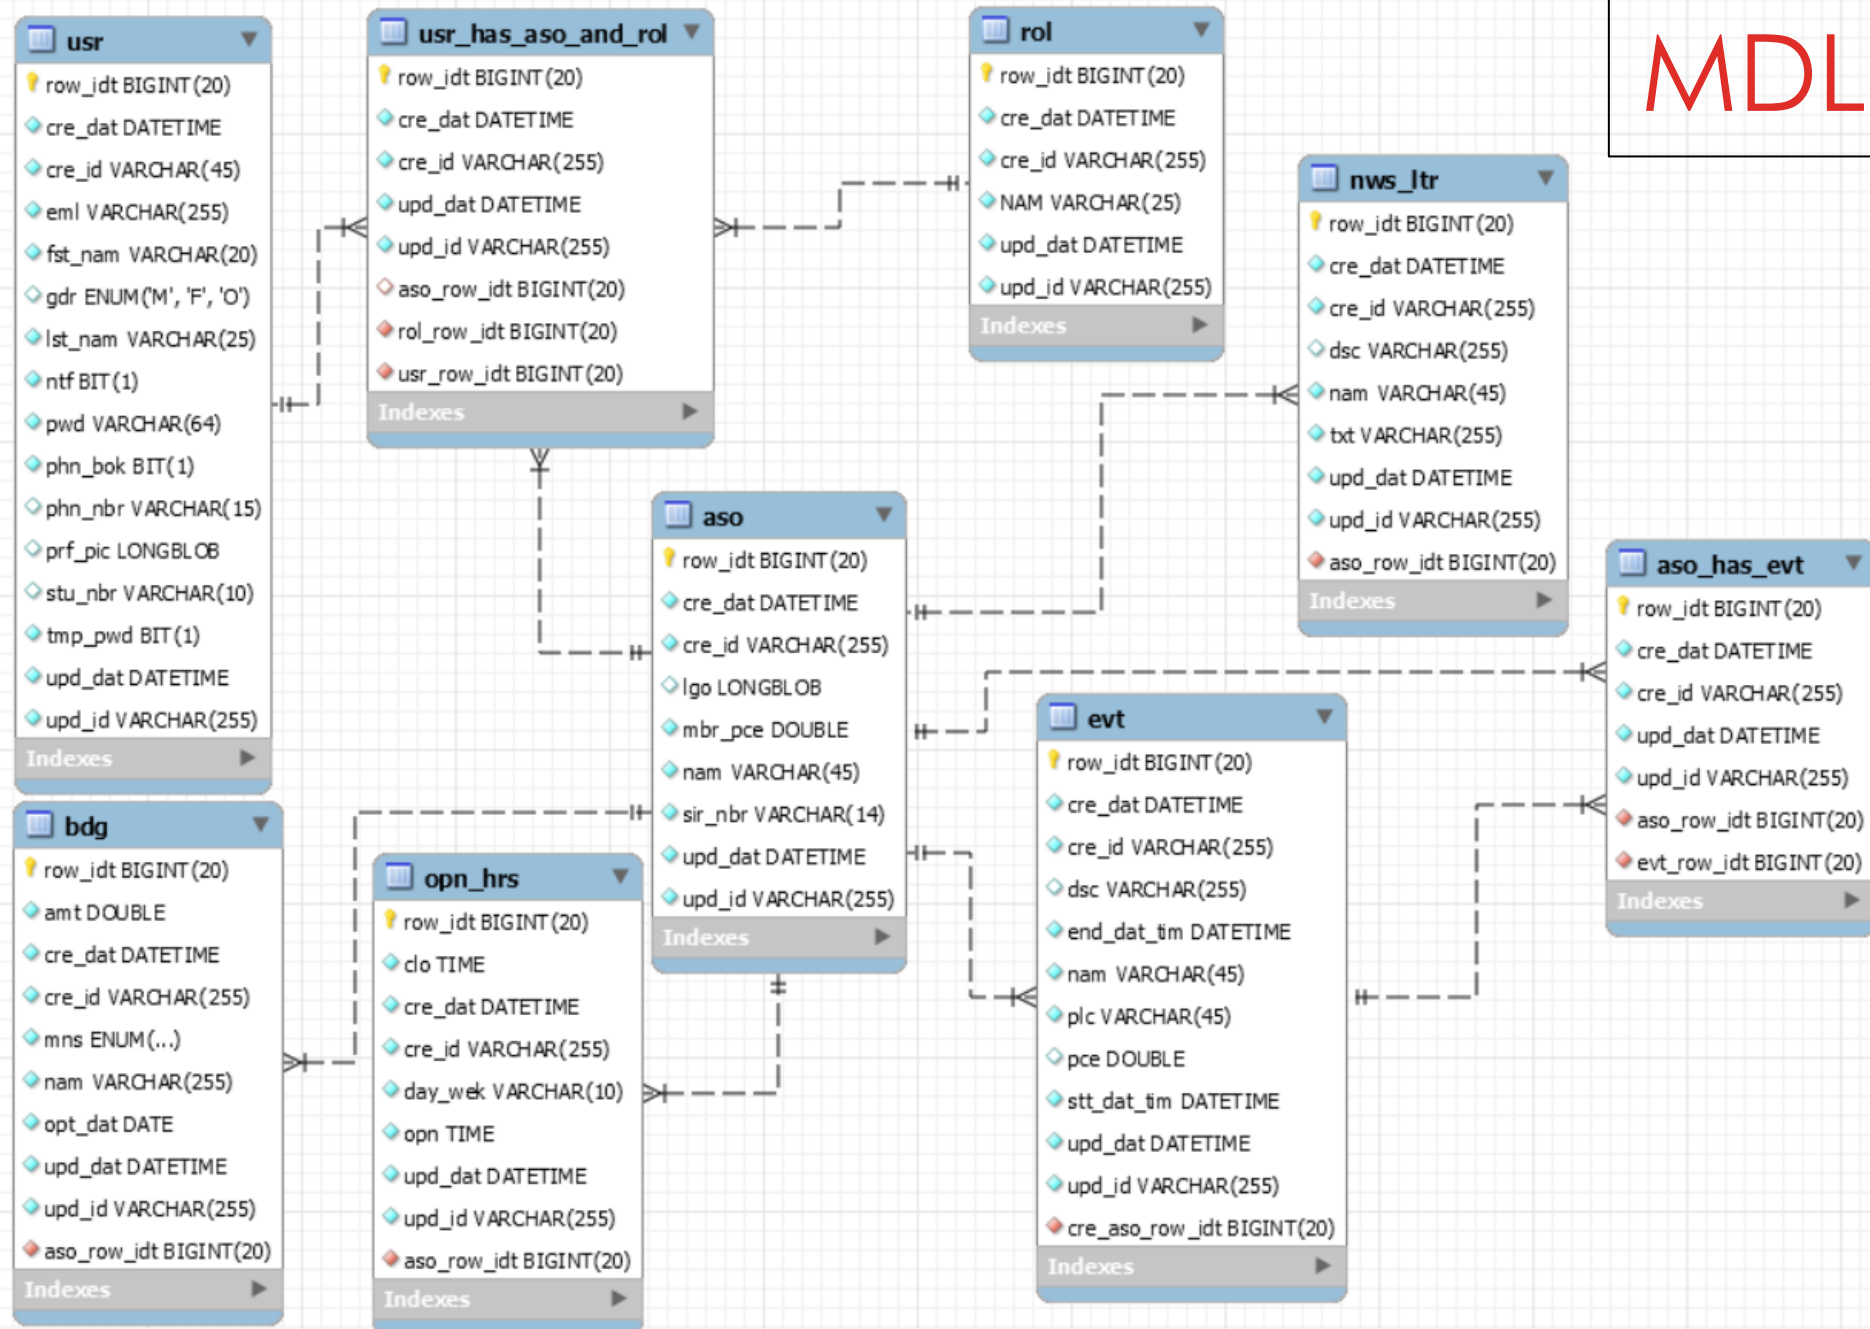 usr
row_idt BIGINT(20)
cre_dat DATETIME
cre_id VARCHAR(45)
eml VARCHAR(255)
fst_nam VARCHAR(20)
gdr ENUM('M', 'F', 'O')
lst_nam VARCHAR(25)
ntf BIT(1)
pwd VARCHAR(64)
phn_bok BIT(1)
phn_nbr VARCHAR(15)
prf_pic LONGBLOB
stu_nbr VARCHAR(10)
tmp_pwd BIT(1)
upd_dat DATETIME
upd_id VARCHAR(255)
Indexes
usr_has_aso_and_rol
row_idt BIGINT(20)
cre_dat DATETIME
cre_id VARCHAR(255)
upd_dat DATETIME
upd_id VARCHAR(255)
aso_row_idt BIGINT(20)
rol_row_idt BIGINT(20)
usr_row_idt BIGINT(20)
Indexes
rol
row_idt BIGINT(20)
cre_dat DATETIME
cre_id VARCHAR(255)
NAM VARCHAR(25)
upd_dat DATETIME
upd_id VARCHAR(255)
Indexes
MDL
nws_ltr
row_idt BIGINT(20)
cre_dat DATETIME
cre_id VARCHAR(255)
dsc VARCHAR(255)
nam VARCHAR(45)
txt VARCHAR(255)
upd_dat DATETIME
upd_id VARCHAR(255)
aso_row_idt BIGINT(20)
Indexes
aso
row_idt BIGINT(20)
cre_dat DATETIME
cre_id VARCHAR(255)
lgo LONGBLOB
mbr_pce DOUBLE
nam VARCHAR(45)
sir_nbr VARCHAR(14)
upd_dat DATETIME
upd_id VARCHAR(255)
Indexes
aso_has_evt
row_idt BIGINT(20)
cre_dat DATETIME
cre_id VARCHAR(255)
upd_dat DATETIME
upd_id VARCHAR(255)
aso_row_idt BIGINT(20)
evt_row_idt BIGINT(20)
Indexes
bdg
row_idt BIGINT(20)
amt DOUBLE
cre_dat DATETIME
cre_id VARCHAR(255)
mns ENUM(...)
nam VARCHAR(255)
opt_dat DATE
upd_dat DATETIME
upd_id VARCHAR(255)
aso_row_idt BIGINT(20)
Indexes
opn_hrs
row_idt BIGINT(20)
clo TIME
cre_dat DATETIME
cre_id VARCHAR(255)
day_wek VARCHAR(10)
opn TIME
upd_dat DATETIME
upd_id VARCHAR(255)
aso_row_idt BIGINT(20)
Indexes
evt
row_idt BIGINT(20)
cre_dat DATETIME
cre_id VARCHAR(255)
dsc VARCHAR(255)
end_dat_tim DATETIME
nam VARCHAR(45)
plc VARCHAR(45)
pce DOUBLE
stt_dat_tim DATETIME
upd_dat DATETIME
upd_id VARCHAR(255)
cre_aso_row_idt BIGINT(20)
Indexes